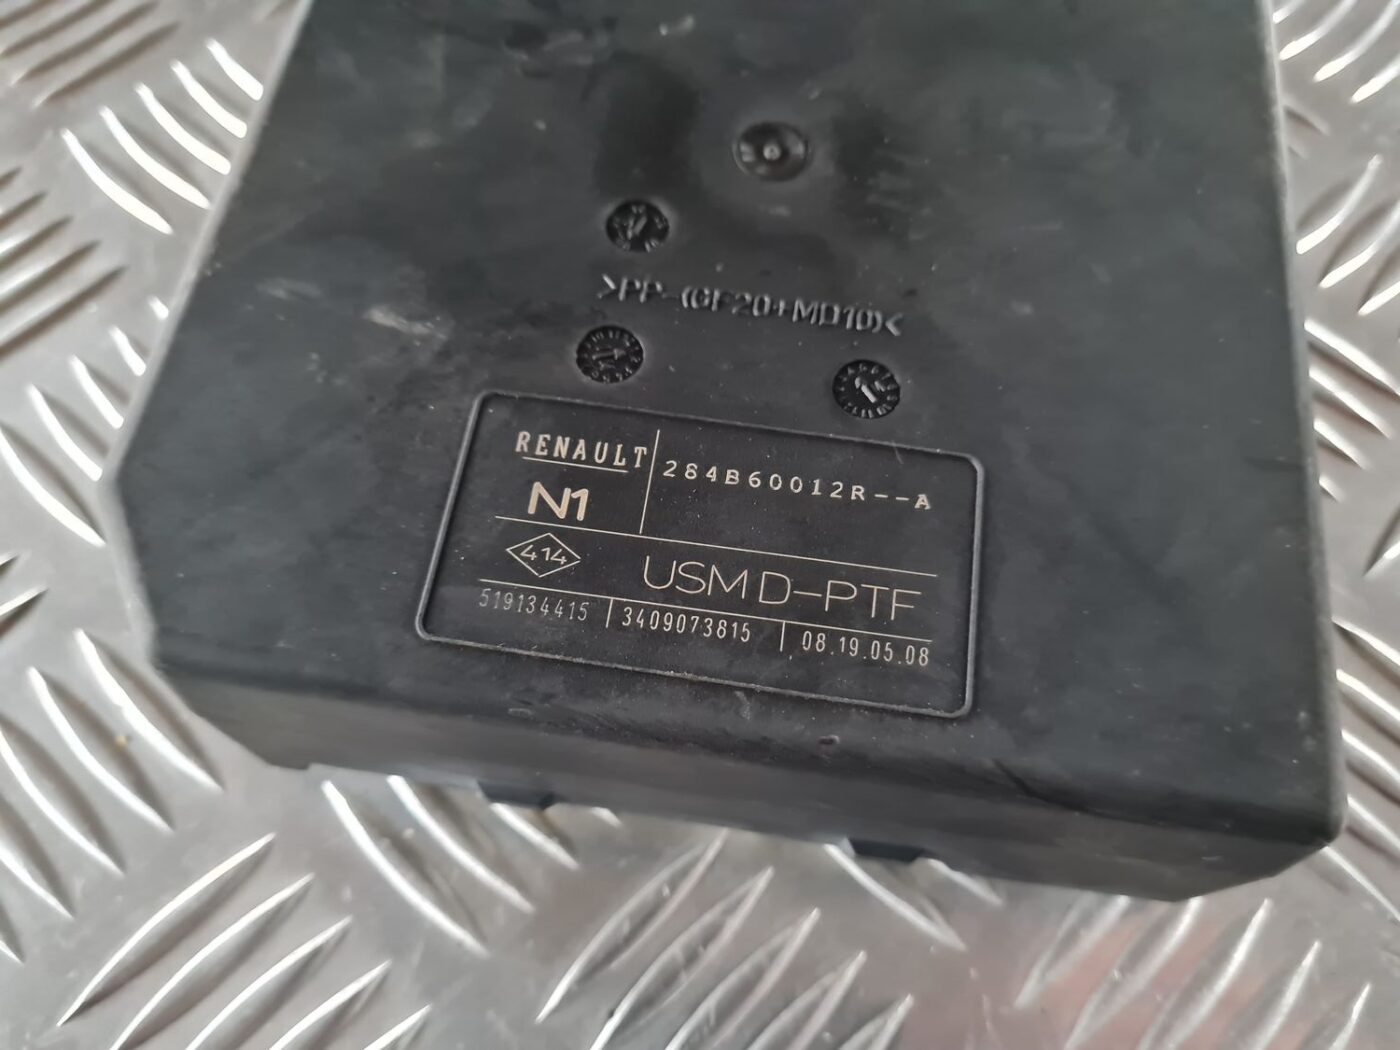 >PP-(GF20+MD10)<
RENAULT
284B60012R--A
N1
414
USM D-PTF
519134415 | 3409073815 | 08.19.05.08